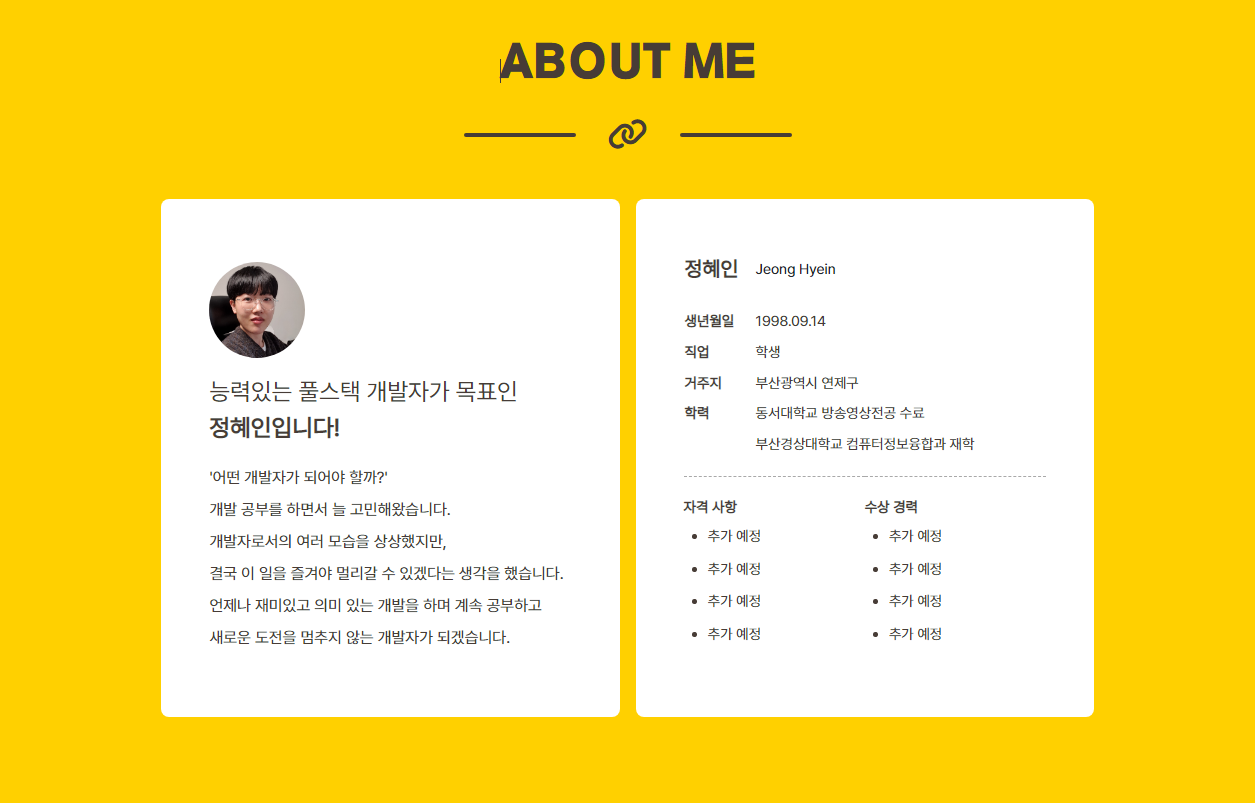 ABOUT ME
능력있는 풀스택 개발자가 목표인
정혜인입니다!
'어떤 개발자가 되어야 할까?'
개발 공부를 하면서 늘 고민해왔습니다.
개발자로서의 여러 모습을 상상했지만,
결국 이 일을 즐겨야 멀리갈 수 있겠다는 생각을 했습니다.
언제나 재미있고 의미 있는 개발을 하며 계속 공부하고
새로운 도전을 멈추지 않는 개발자가 되겠습니다.
정혜인 Jeong Hyein
생년월일 1998.09.14
직업 학생
거주지 부산광역시 연제구
학력 동서대학교 방송영상전공 수료
부산경상대학교 컴퓨터정보융합과 재학
자격 사항
추가 예정
추가 예정
추가 예정
추가 예정
수상 경력
추가 예정
추가 예정
추가 예정
추가 예정